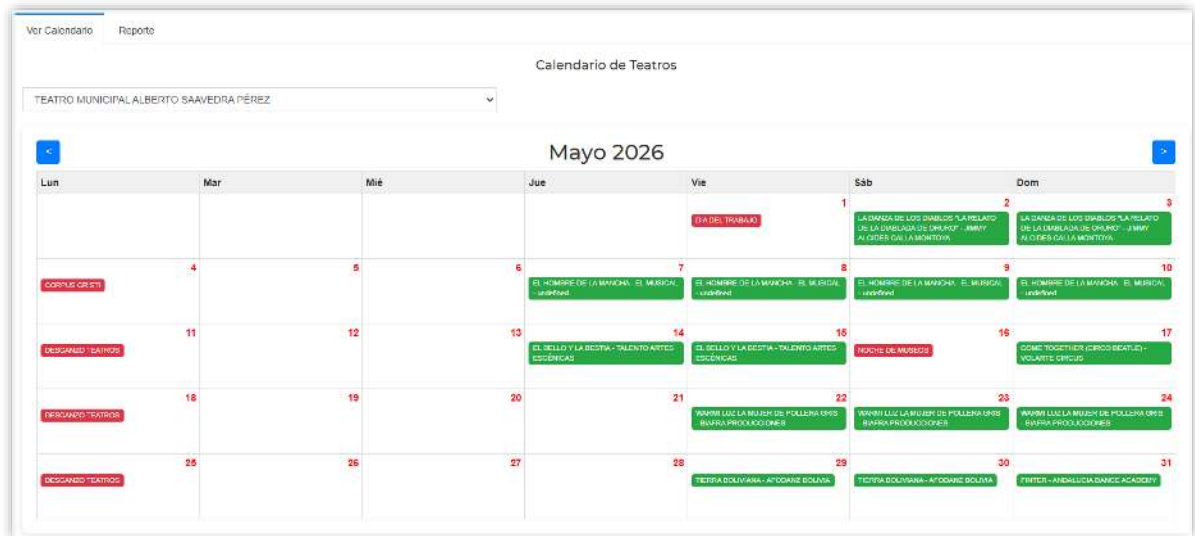 Ver Calendario
Reporte
Calendario de Teatros
TEATRO MUNICIPAL ALBERTO SAAVEDRA PÉREZ
<
Mayo 2026
>
Lun
Mar
Mié
Jue
Vie
Sáb
Dom
1
DIA DEL TRABAJO
2
LA DANZA DE LOS DIABLOS "LA RELATO
DE LA DIABLADA DE ORURO" - JIMMY
ALCIDES CALLA MONTOYA
3
LA DANZA DE LOS DIABLOS "LA RELATO
DE LA DIABLADA DE ORURO" - JIMMY
ALCIDES CALLA MONTOYA
4
CORPUS CRISTI
5
6
7
EL HOMBRE DE LA MANCHA - EL MUSICAL
- undefined
8
EL HOMBRE DE LA MANCHA - EL MUSICAL
- undefined
9
EL HOMBRE DE LA MANCHA - EL MUSICAL
- undefined
10
EL HOMBRE DE LA MANCHA - EL MUSICAL
- undefined
11
DESCANZO TEATROS
12
13
14
EL BELLO Y LA BESTIA - TALENTO ARTES
ESCÉNICAS
15
EL BELLO Y LA BESTIA - TALENTO ARTES
ESCÉNICAS
16
NOCHE DE MUSEOS
17
COME TOGETHER (CIRCO BEATLE) -
VOLARTE CIRCUS
18
DESCANZO TEATROS
19
20
21
22
WARMI LUZ LA MUJER DE POLLERA GRIS
- BIAFRA PRODUCCIONES
23
WARMI LUZ LA MUJER DE POLLERA GRIS
- BIAFRA PRODUCCIONES
24
WARMI LUZ LA MUJER DE POLLERA GRIS
- BIAFRA PRODUCCIONES
25
DESCANZO TEATROS
26
27
28
29
TIERRA BOLIVIANA - AFODANZ BOLIVIA
30
TIERRA BOLIVIANA - AFODANZ BOLIVIA
31
- ANDALUCIA DANCE ACADEMY